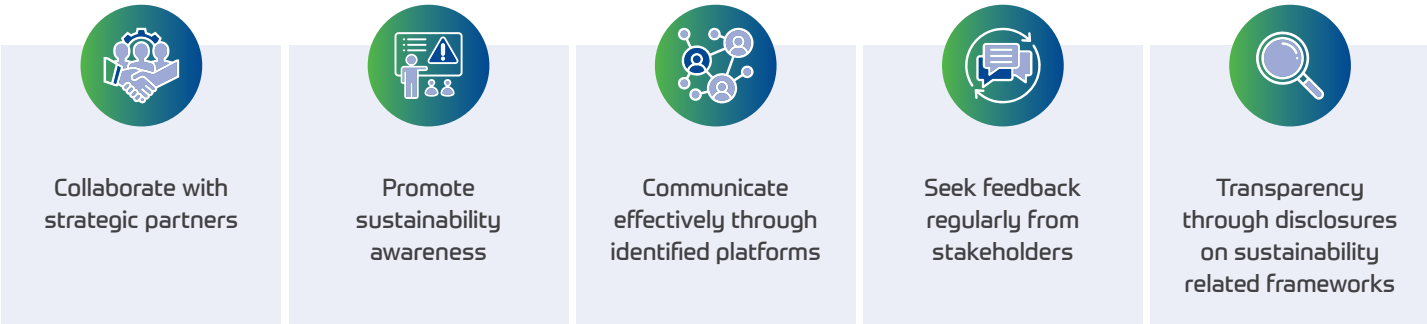 Collaborate with
strategic partners
Promote
sustainability
awareness
Communicate
effectively through
identified platforms
Seek feedback
regularly from
stakeholders
Transparency
through disclosures
on sustainability
related frameworks